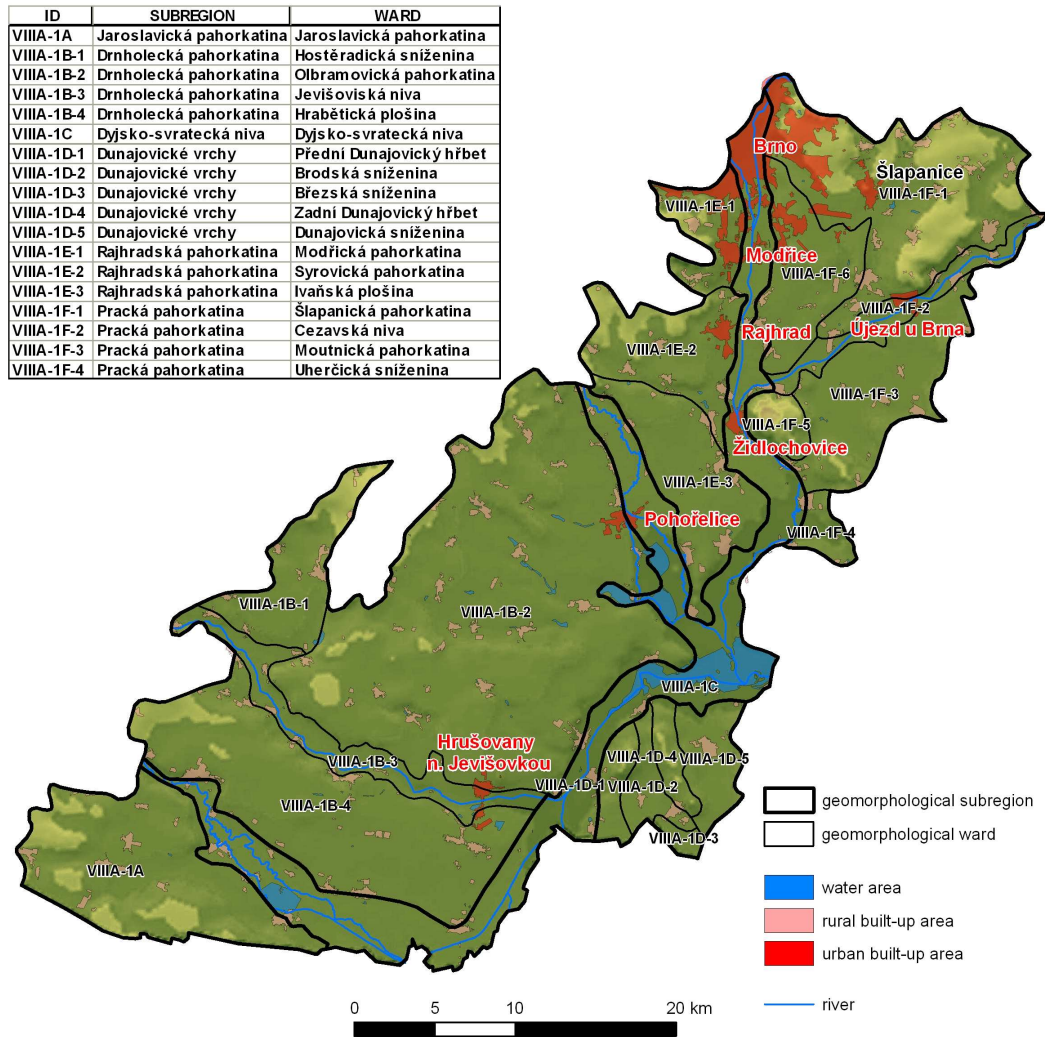 ID SUBREGION WARD
VIIIA-1A Jaroslavická pahorkatina Jaroslavická pahorkatina
VIIIA-1B-1 Drnholecká pahorkatina Hostěradická sníženina
VIIIA-1B-2 Drnholecká pahorkatina Olbramovická pahorkatina
VIIIA-1B-3 Drnholecká pahorkatina Jevišoviská niva
VIIIA-1B-4 Drnholecká pahorkatina Hrabětická plošina
VIIIA-1C Dyjsko-svratecká niva Dyjsko-svratecká niva
VIIIA-1D-1 Dunajovické vrchy Přední Dunajovický hřbet
VIIIA-1D-2 Dunajovické vrchy Brodská sníženina
VIIIA-1D-3 Dunajovické vrchy Březská sníženina
VIIIA-1D-4 Dunajovické vrchy Zadní Dunajovický hřbet
VIIIA-1D-5 Dunajovické vrchy Dunajovická sníženina
VIIIA-1E-1 Rajhradská pahorkatina Modřická pahorkatina
VIIIA-1E-2 Rajhradská pahorkatina Syrovická pahorkatina
VIIIA-1E-3 Rajhradská pahorkatina Ivaňská plošina
VIIIA-1F-1 Pracká pahorkatina Šlapanická pahorkatina
VIIIA-1F-2 Pracká pahorkatina Cezavská niva
VIIIA-1F-3 Pracká pahorkatina Moutnická pahorkatina
VIIIA-1F-4 Pracká pahorkatina Uherčická sníženina
Brno
Šlapanice
VIIIA-1F-1
VIIIA-1E-1
Modřice
VIIIA-1F-6
VIIIA-1F-2
Rajhrad
Újezd u Brna
VIIIA-1E-2
VIIIA-1F-3
VIIIA-1F-5
Židlochovice
VIIIA-1E-3
Pohořelice
VIIIA-1F-4
VIIIA-1B-1
VIIIA-1B-2
VIIIA-1C
Hrušovany
n. Jevišovkou
VIIIA-1D-4
VIIIA-1D-5
VIIIA-1B-3
VIIIA-1D-1
VIIIA-1D-2
VIIIA-1B-4
VIIIA-1D-3
VIIIA-1A
geomorphological subregion
geomorphological ward
water area
rural built-up area
urban built-up area
river
0 5 10 20 km